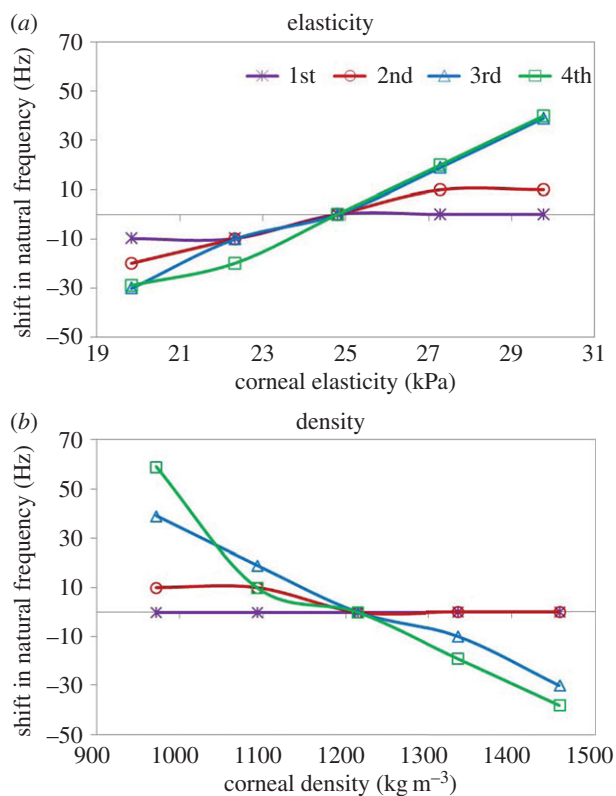 (a) elasticity
70
50
30
10
–10
–30
–50
shift in natural frequency (Hz)
1st 2nd 3rd 4th
19 21 23 25 27 29 31
corneal elasticity (kPa)
(b) density
70
50
30
10
–10
–30
–50
shift in natural frequency (Hz)
900 1000 1100 1200 1300 1400 1500
corneal density (kg m–3)